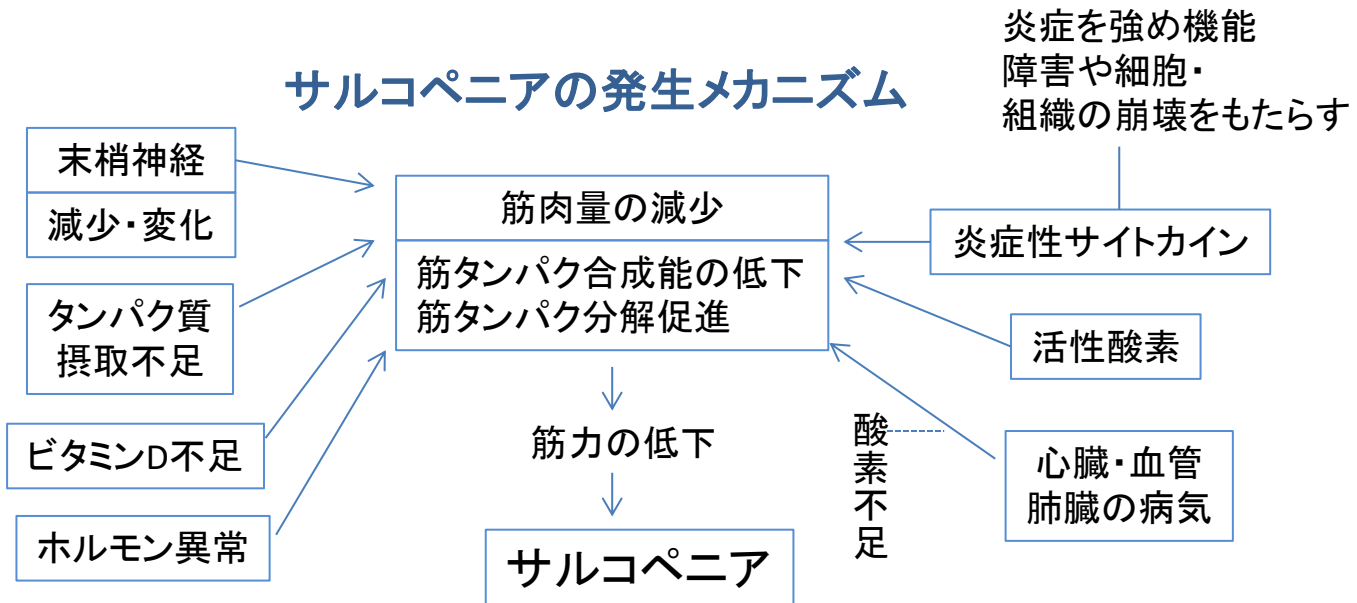 サルコペニアの発生メカニズム
炎症を強め機能
障害や細胞・
組織の崩壊をもたらす
末梢神経
減少・変化
タンパク質
摂取不足
ビタミンD不足
ホルモン異常
筋肉量の減少
筋タンパク合成能の低下
筋タンパク分解促進
筋力の低下
サルコペニア
炎症性サイトカイン
活性酸素
酸素不足
心臓・血管
肺臓の病気